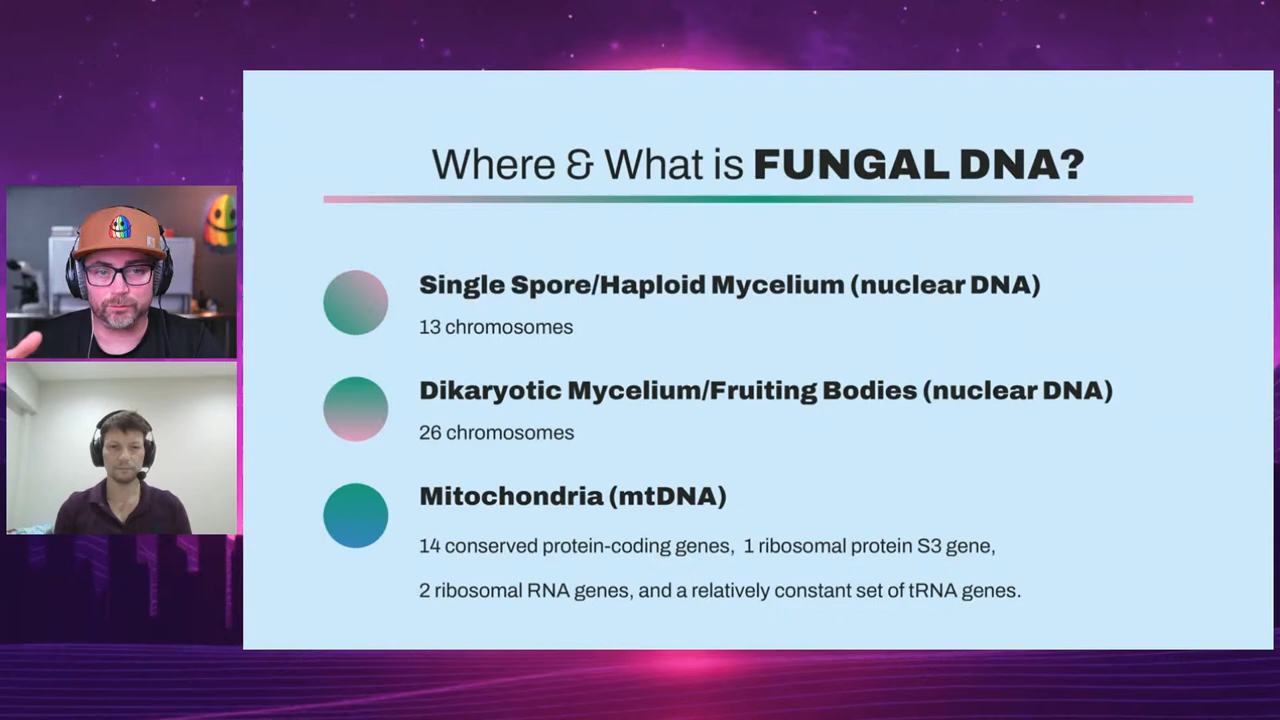 Where & What is FUNGAL DNA?
Single Spore/Haploid Mycelium (nuclear DNA)
13 chromosomes
Dikaryotic Mycelium/Fruiting Bodies (nuclear DNA)
26 chromosomes
Mitochondria (mtDNA)
14 conserved protein-coding genes, 1 ribosomal protein S3 gene,
2 ribosomal RNA genes, and a relatively constant set of tRNA genes.